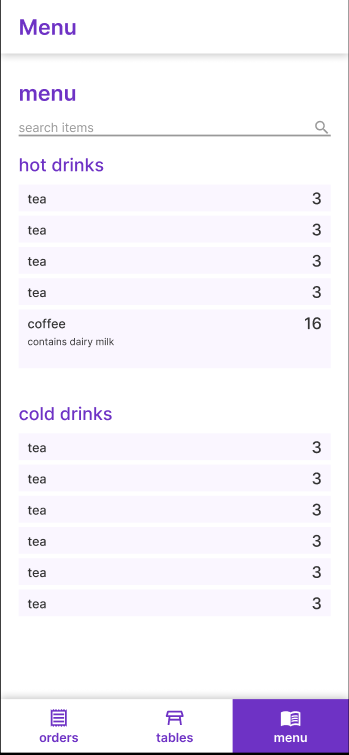 Menu
menu
search items
hot drinks
tea 3
tea 3
tea 3
tea 3
coffee 16
contains dairy milk
cold drinks
tea 3
tea 3
tea 3
tea 3
tea 3
tea 3
orders tables menu